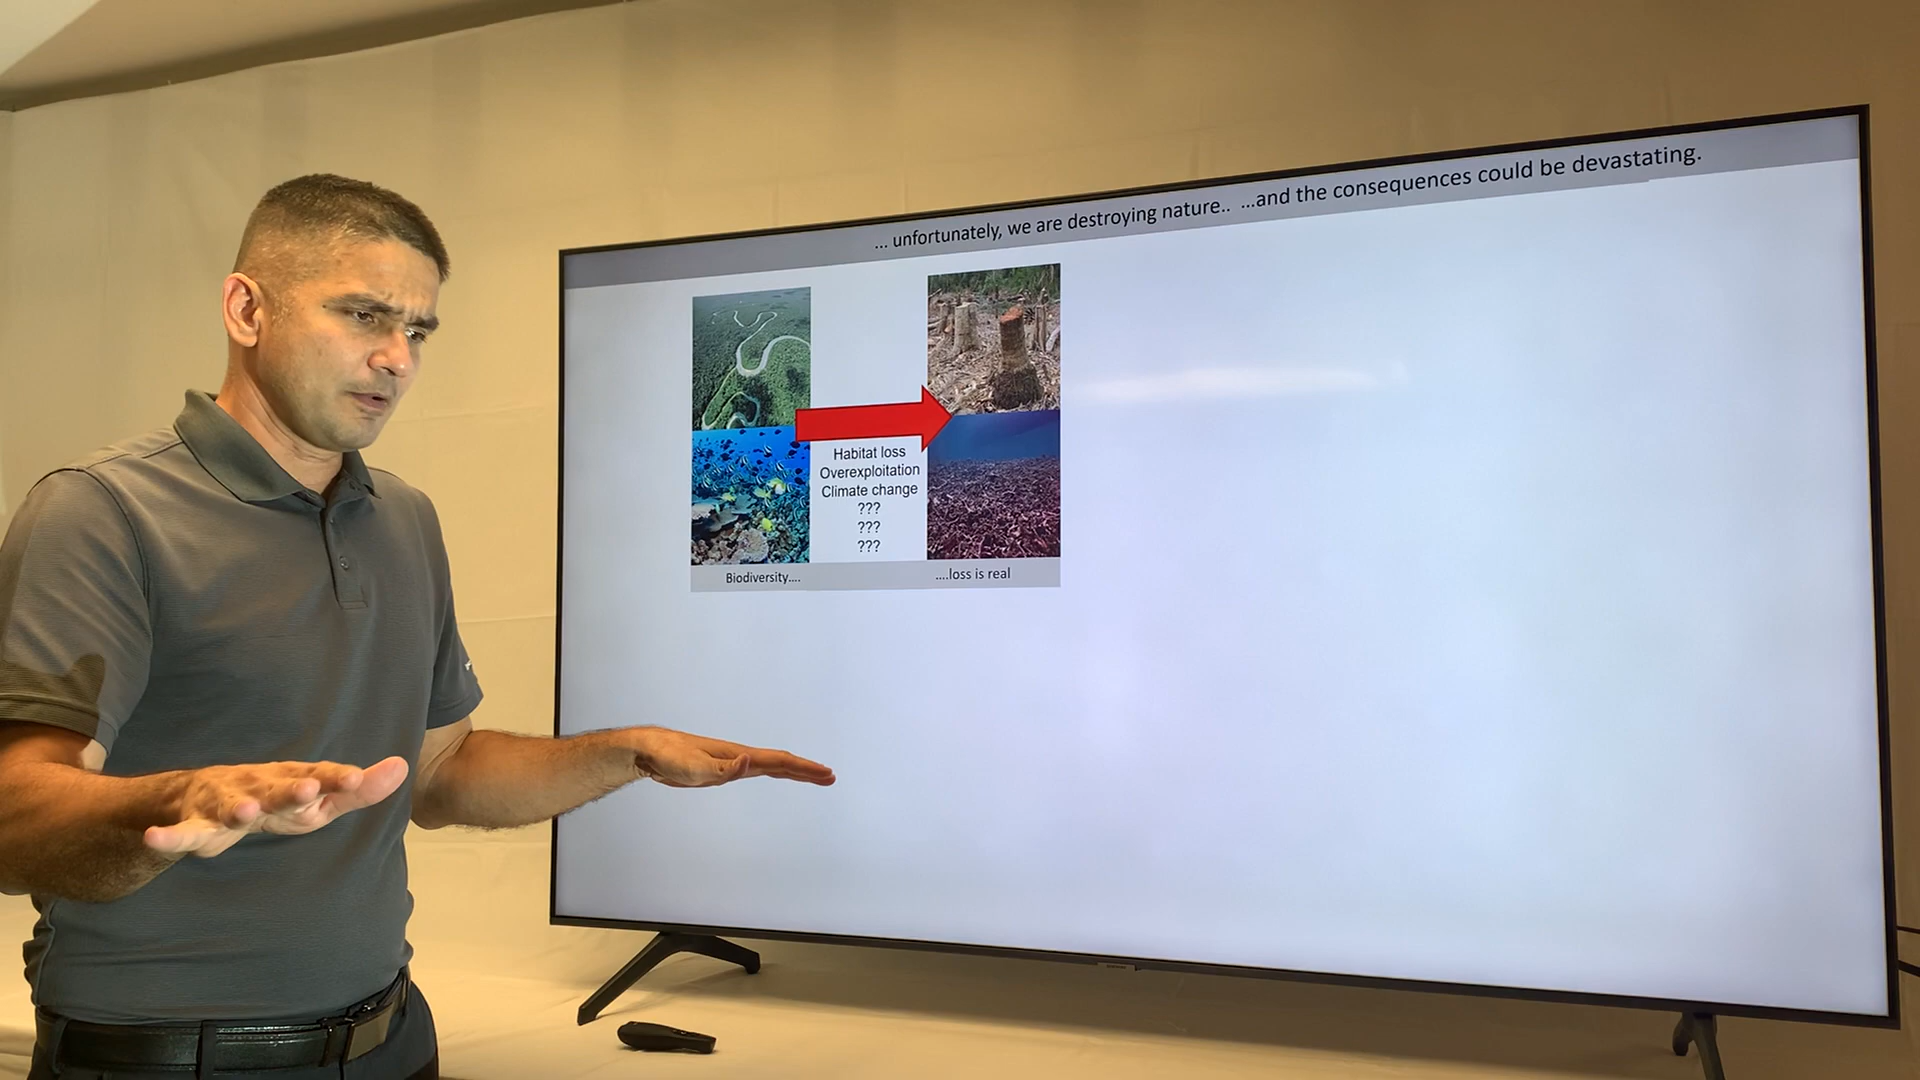 ... unfortunately, we are destroying nature.. ...and the consequences could be devastating.
Habitat loss
Overexploitation
Climate change
???
???
???
Biodiversity.... ....loss is real